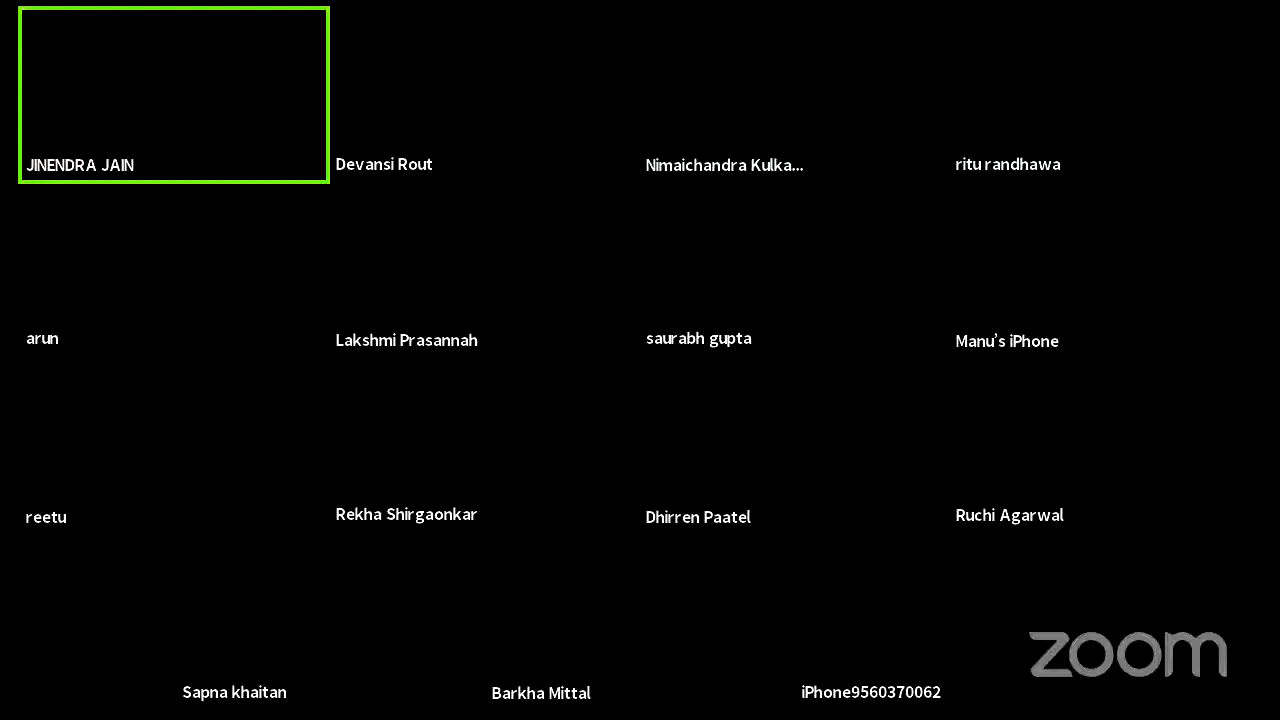 JINENDRA JAIN
Devansi Rout
Nimaichandra Kulka...
ritu randhawa
arun
Lakshmi Prasannah
saurabh gupta
Manu’s iPhone
reetu
Rekha Shirgaonkar
Dhirren Paatel
Ruchi Agarwal
zoom
Sapna khaitan
Barkha Mittal
iPhone9560370062